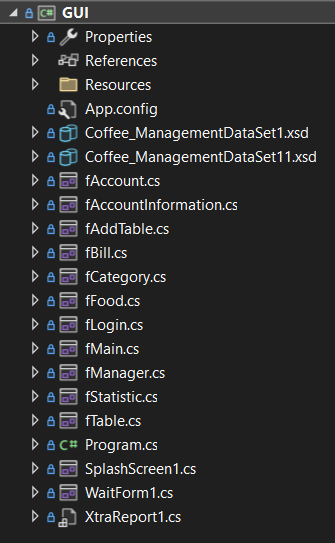 GUI
Properties
References
Resources
App.config
Coffee_ManagementDataSet1.xsd
Coffee_ManagementDataSet11.xsd
fAccount.cs
fAccountInformation.cs
fAddTable.cs
fBill.cs
fCategory.cs
fFood.cs
fLogin.cs
fMain.cs
fManager.cs
fStatistic.cs
fTable.cs
C# Program.cs
SplashScreen1.cs
WaitForm1.cs
XtraReport1.cs